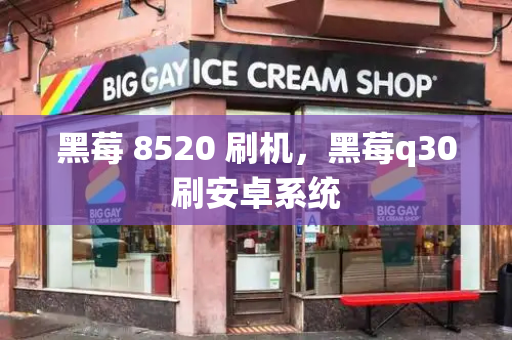 BIG GAY ICE CREAM SHOP
黑莓 8520 刷机，黑莓q30
刷安卓系统
BIG GAY
ICE CREAM SHOP
BIG GAY
ICE CREAM SHOP